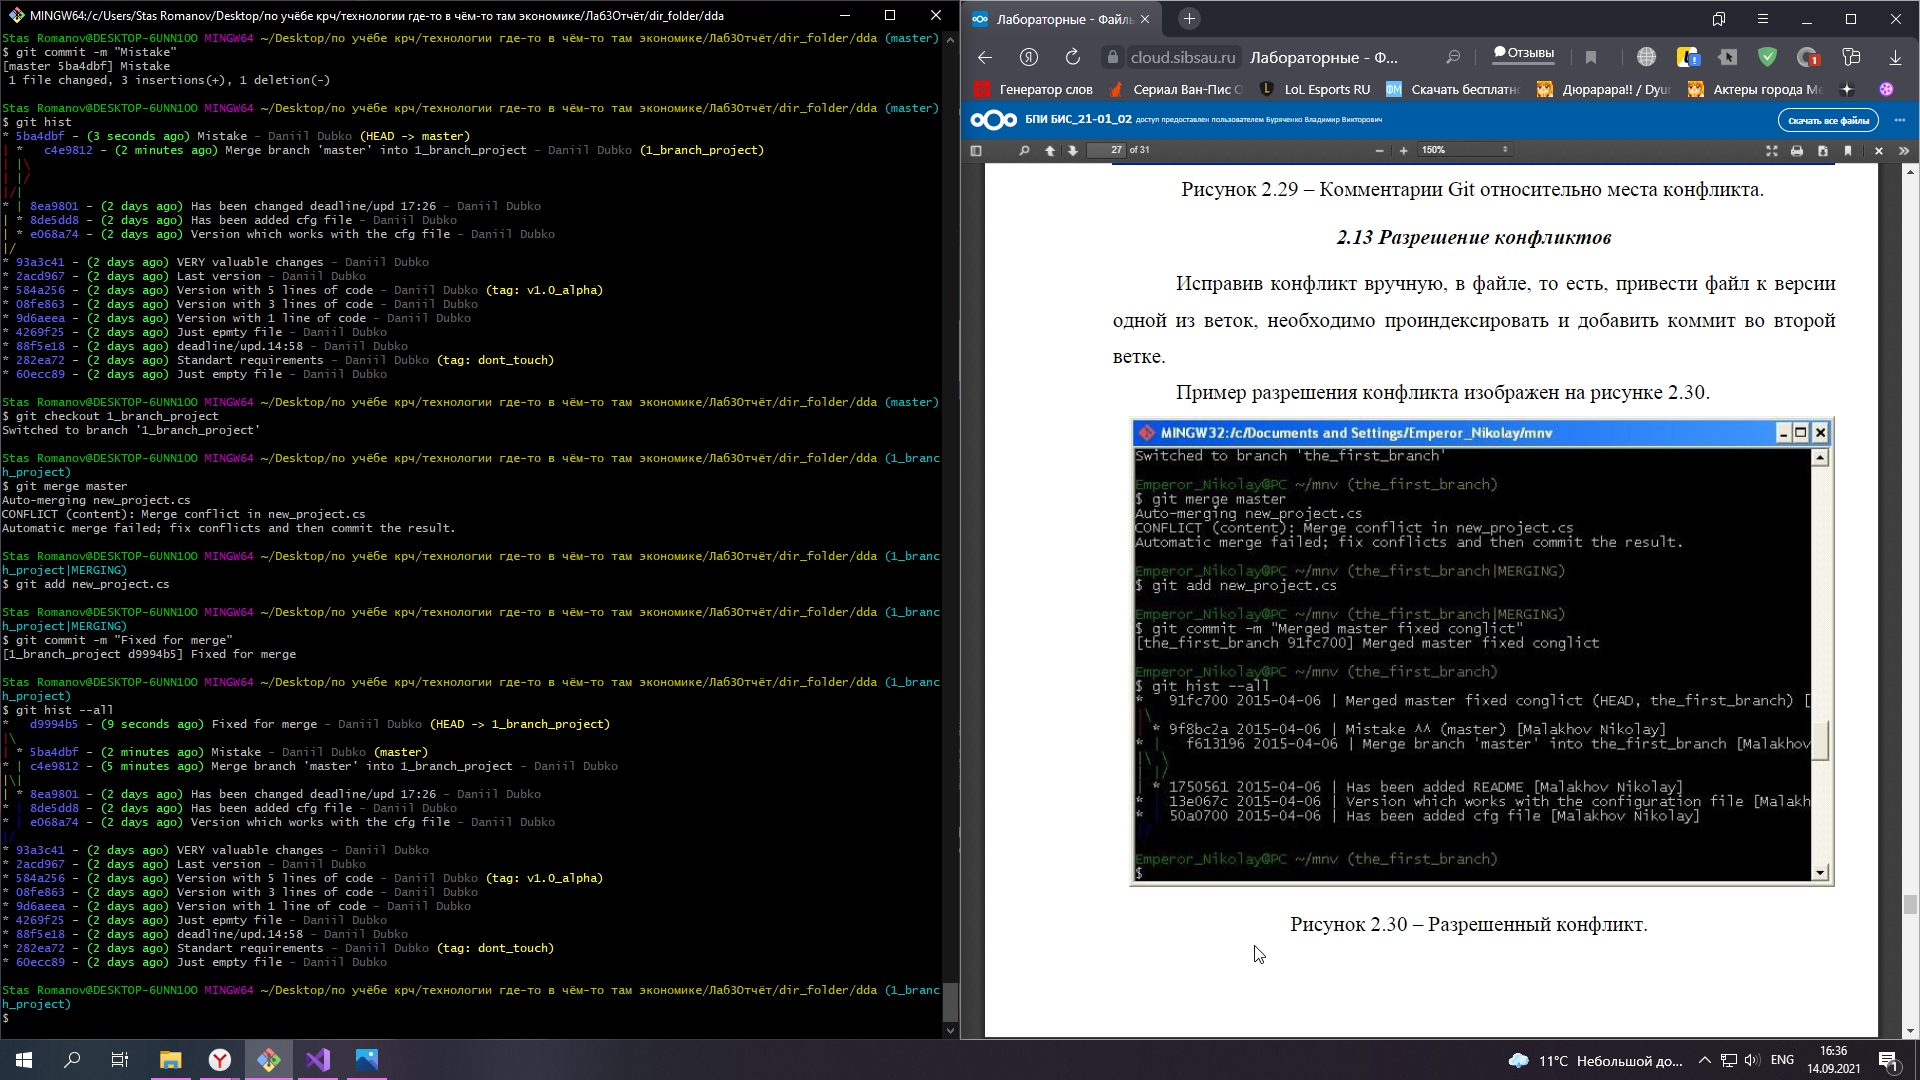 MINGW64:/c/Users/Stas Romanov/Desktop/по учёбе крч/технологии где-то в чём-то там экономике/Лаб3Отчёт/dir_folder/dda
Stas Romanov@DESKTOP-6UNN1OO MINGW64 ~/Desktop/по учёбе крч/технологии где-то в чём-то там экономике/Лаб3Отчёт/dir_folder/dda (master)
$ git commit -m "Mistake"
[master 5ba4dbf] Mistake
 1 file changed, 3 insertions(+), 1 deletion(-)
Stas Romanov@DESKTOP-6UNN1OO MINGW64 ~/Desktop/по учёбе крч/технологии где-то в чём-то там экономике/Лаб3Отчёт/dir_folder/dda (master)
$ git hist
* 5ba4dbf - (3 seconds ago) Mistake - Daniil Dubko (HEAD -> master)
| *   c4e9812 - (2 minutes ago) Merge branch 'master' into 1_branch_project - Daniil Dubko (1_branch_project)
| |\
| |/
|/|
* | 8ea9801 - (2 days ago) Has been changed deadline/upd 17:26 - Daniil Dubko
| * 8de5dd8 - (2 days ago) Has been added cfg file - Daniil Dubko
| * e068a74 - (2 days ago) Version which works with the cfg file - Daniil Dubko
|/
* 93a3c41 - (2 days ago) VERY valuable changes - Daniil Dubko
* 2acd967 - (2 days ago) Last version - Daniil Dubko
* 584a256 - (2 days ago) Version with 5 lines of code - Daniil Dubko (tag: v1.0_alpha)
* 08fe863 - (2 days ago) Version with 3 lines of code - Daniil Dubko
* 9d6aeea - (2 days ago) Version with 1 line of code - Daniil Dubko
* 4269f25 - (2 days ago) Just epmty file - Daniil Dubko
* 88f5e18 - (2 days ago) deadline/upd.14:58 - Daniil Dubko
* 282ea72 - (2 days ago) Standart requirements - Daniil Dubko (tag: dont_touch)
* 60ecc89 - (2 days ago) Just empty file - Daniil Dubko
Stas Romanov@DESKTOP-6UNN1OO MINGW64 ~/Desktop/по учёбе крч/технологии где-то в чём-то там экономике/Лаб3Отчёт/dir_folder/dda (master)
$ git checkout 1_branch_project
Switched to branch '1_branch_project'
Stas Romanov@DESKTOP-6UNN1OO MINGW64 ~/Desktop/по учёбе крч/технологии где-то в чём-то там экономике/Лаб3Отчёт/dir_folder/dda (1_branc
h_project)
$ git merge master
Auto-merging new_project.cs
CONFLICT (content): Merge conflict in new_project.cs
Automatic merge failed; fix conflicts and then commit the result.
Stas Romanov@DESKTOP-6UNN1OO MINGW64 ~/Desktop/по учёбе крч/технологии где-то в чём-то там экономике/Лаб3Отчёт/dir_folder/dda (1_branc
h_project|MERGING)
$ git add new_project.cs
Stas Romanov@DESKTOP-6UNN1OO MINGW64 ~/Desktop/по учёбе крч/технологии где-то в чём-то там экономике/Лаб3Отчёт/dir_folder/dda (1_branc
h_project|MERGING)
$ git commit -m "Fixed for merge"
[1_branch_project d9994b5] Fixed for merge
Stas Romanov@DESKTOP-6UNN1OO MINGW64 ~/Desktop/по учёбе крч/технологии где-то в чём-то там экономике/Лаб3Отчёт/dir_folder/dda (1_branc
h_project)
$ git hist --all
*   d9994b5 - (9 seconds ago) Fixed for merge - Daniil Dubko (HEAD -> 1_branch_project)
|\
| * 5ba4dbf - (2 minutes ago) Mistake - Daniil Dubko (master)
* | c4e9812 - (5 minutes ago) Merge branch 'master' into 1_branch_project - Daniil Dubko
|\|
| * 8ea9801 - (2 days ago) Has been changed deadline/upd 17:26 - Daniil Dubko
* | 8de5dd8 - (2 days ago) Has been added cfg file - Daniil Dubko
* | e068a74 - (2 days ago) Version which works with the cfg file - Daniil Dubko
|/
* 93a3c41 - (2 days ago) VERY valuable changes - Daniil Dubko
* 2acd967 - (2 days ago) Last version - Daniil Dubko
* 584a256 - (2 days ago) Version with 5 lines of code - Daniil Dubko (tag: v1.0_alpha)
* 08fe863 - (2 days ago) Version with 3 lines of code - Daniil Dubko
* 9d6aeea - (2 days ago) Version with 1 line of code - Daniil Dubko
* 4269f25 - (2 days ago) Just epmty file - Daniil Dubko
* 88f5e18 - (2 days ago) deadline/upd.14:58 - Daniil Dubko
* 282ea72 - (2 days ago) Standart requirements - Daniil Dubko (tag: dont_touch)
* 60ecc89 - (2 days ago) Just empty file - Daniil Dubko
Stas Romanov@DESKTOP-6UNN1OO MINGW64 ~/Desktop/по учёбе крч/технологии где-то в чём-то там экономике/Лаб3Отчёт/dir_folder/dda (1_branc
h_project)
$
Лабораторные - Файлы
cloud.sibsau.ru Лабораторные - Ф... Отзывы
Генератор слов Сериал Ван-Пис LoL Esports RU Скачать бесплатн Дюрарара!! / Dyur Актеры города М
БПИ БИС_21-01_02 доступ предоставлен пользователем Буряченко Владимир Викторович Скачать все файлы
27 of 31 150%
Рисунок 2.29 – Комментарии Git относительно места конфликта.
2.13 Разрешение конфликтов
Исправив конфликт вручную, в файле, то есть, привести файл к версии
одной из веток, необходимо проиндексировать и добавить коммит во второй
ветке.
Пример разрешения конфликта изображен на рисунке 2.30.
MINGW32:/c/Documents and Settings/Emperor_Nikolay/mnv
Switched to branch 'the_first_branch'
Emperor_Nikolay@PC ~/mnv (the_first_branch)
$ git merge master
Auto-merging new_project.cs
CONFLICT (content): Merge conflict in new_project.cs
Automatic merge failed; fix conflicts and then commit the result.
Emperor_Nikolay@PC ~/mnv (the_first_branch|MERGING)
$ git add new_project.cs
Emperor_Nikolay@PC ~/mnv (the_first_branch|MERGING)
$ git commit -m "Merged master fixed conglict"
[the_first_branch 91fc700] Merged master fixed conglict
Emperor_Nikolay@PC ~/mnv (the_first_branch)
$ git hist --all
*   91fc700 2015-04-06 | Merged master fixed conglict (HEAD, the_first_branch) [
|\
| * 9f8bc2a 2015-04-06 | Mistake ^^ (master) [Malakhov Nikolay]
* |   f613196 2015-04-06 | Merge branch 'master' into the_first_branch [Malakhov
|\ \
| |/
| * 1750561 2015-04-06 | Has been added README [Malakhov Nikolay]
* | 13e067c 2015-04-06 | Version which works with the configuration file [Malakh
* | 50a0700 2015-04-06 | Has been added cfg file [Malakhov Nikolay]
|/
Emperor_Nikolay@PC ~/mnv (the_first_branch)
$
Рисунок 2.30 – Разрешенный конфликт.
11°C Небольшой до... ENG 16:36
14.09.2021